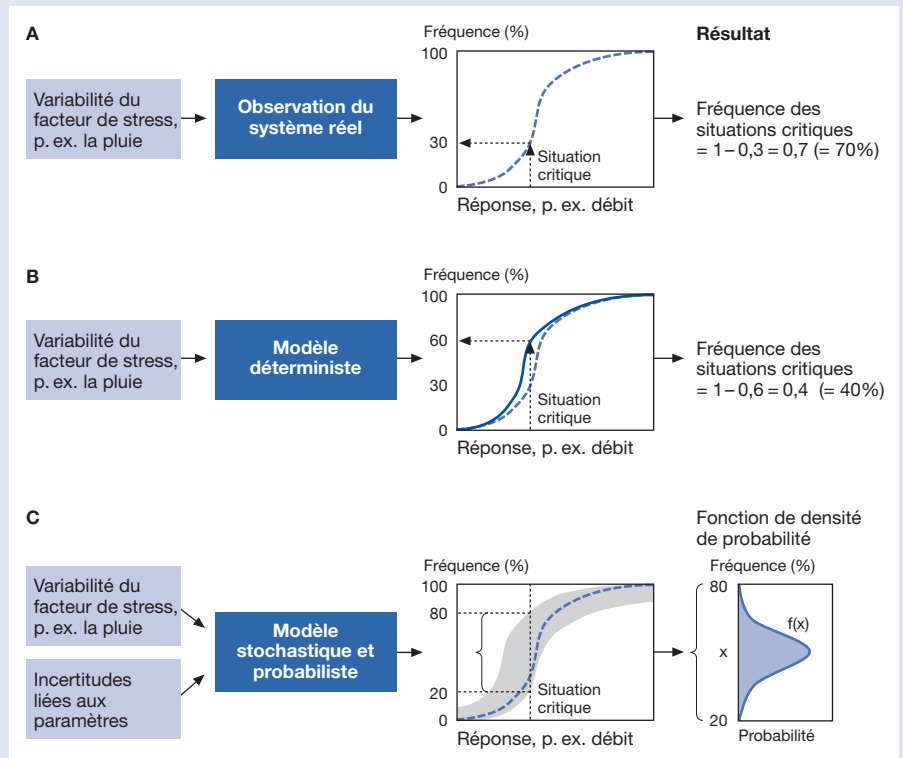 A
Variabilité du
facteur de stress,
p. ex. la pluie
Observation du
système réel
Fréquence (%)
100
30
0
Situation
critique
Réponse, p. ex. débit
Résultat
Fréquence des
situations critiques
= 1–0,3 = 0,7 (= 70%)
B
Variabilité du
facteur de stress,
p. ex. la pluie
Modèle
déterministe
Fréquence (%)
100
60
30
0
Situation
critique
Réponse, p. ex. débit
Fréquence des
situations critiques
= 1–0,6 = 0,4 (= 40%)
C
Variabilité du
facteur de stress,
p. ex. la pluie
Incertitudes
liées aux
paramètres
Modèle
stochastique et
probabiliste
Fréquence (%)
100
80
20
0
Situation
critique
Réponse, p. ex. débit
Fonction de densité
de probabilité
Fréquence (%)
80
f(x)
x
20
Probabilité